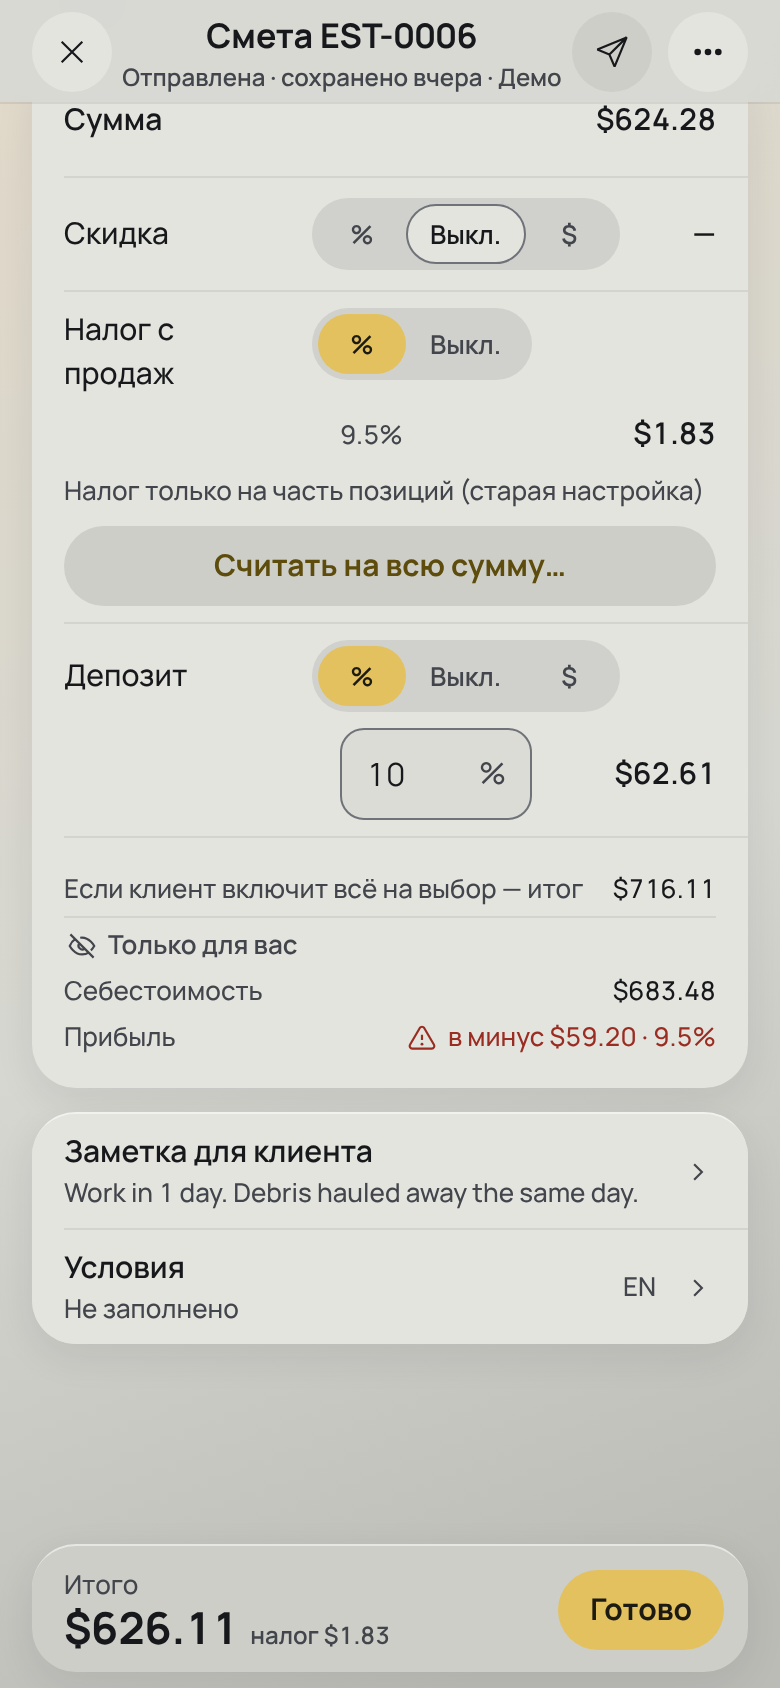 Смета EST-0006
Отправлена · сохранено вчера · Демо
Сумма $624.28
Скидка % Выкл. $ —
Налог с продаж % Выкл.
9.5% $1.83
Налог только на часть позиций (старая настройка)
Считать на всю сумму…
Депозит % Выкл. $
10 % $62.61
Если клиент включит всё на выбор — итог $716.11
Только для вас
Себестоимость $683.48
Прибыль в минус $59.20 · 9.5%
Заметка для клиента
Work in 1 day. Debris hauled away the same day.
Условия EN
Не заполнено
Итого
$626.11 налог $1.83
Готово